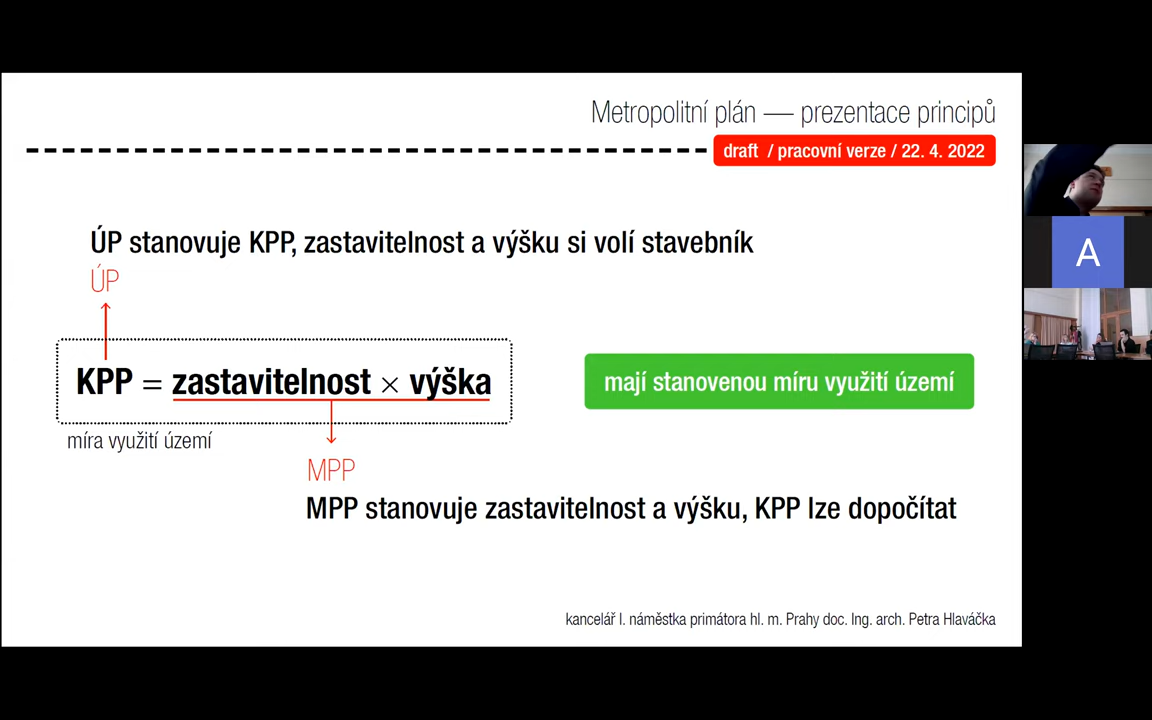 Metropolitní plán — prezentace principů
draft / pracovní verze / 22. 4. 2022
ÚP stanovuje KPP, zastavitelnost a výšku si volí stavebník
ÚP
KPP = zastavitelnost × výška
mají stanovenou míru využití území
míra využití území
MPP
MPP stanovuje zastavitelnost a výšku, KPP lze dopočítat
kancelář I. náměstka primátora hl. m. Prahy doc. Ing. arch. Petra Hlaváčka
A